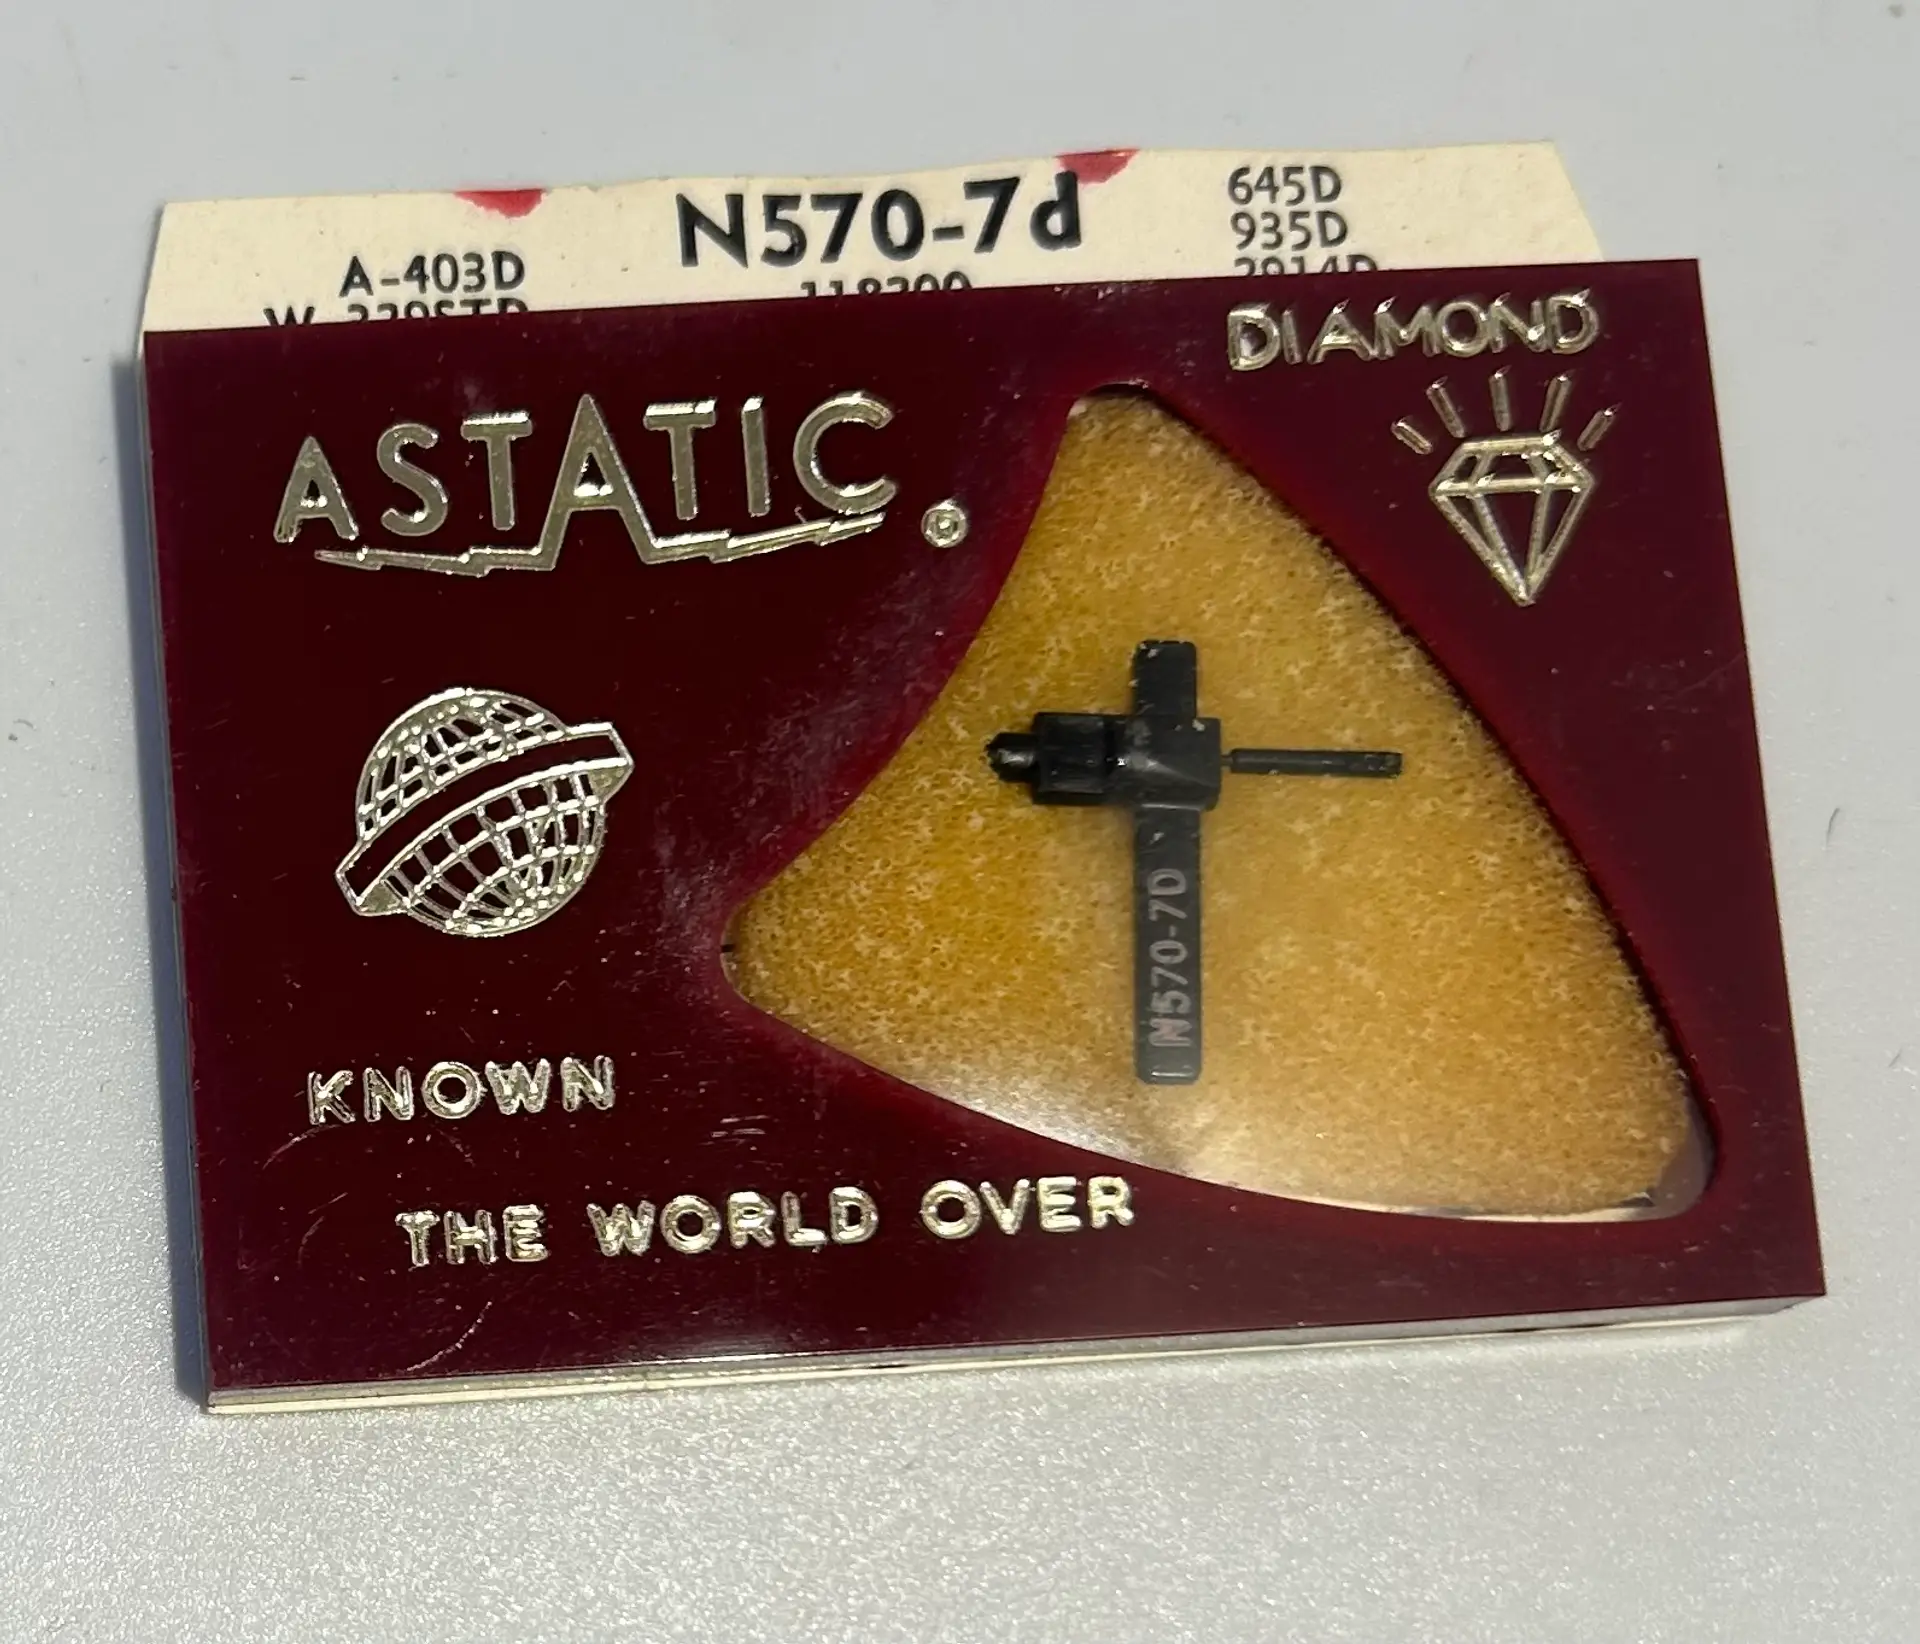 N570-7d
A-403D
645D
935D
DIAMOND
ASTATIC®
N570-7D
KNOWN
THE WORLD OVER